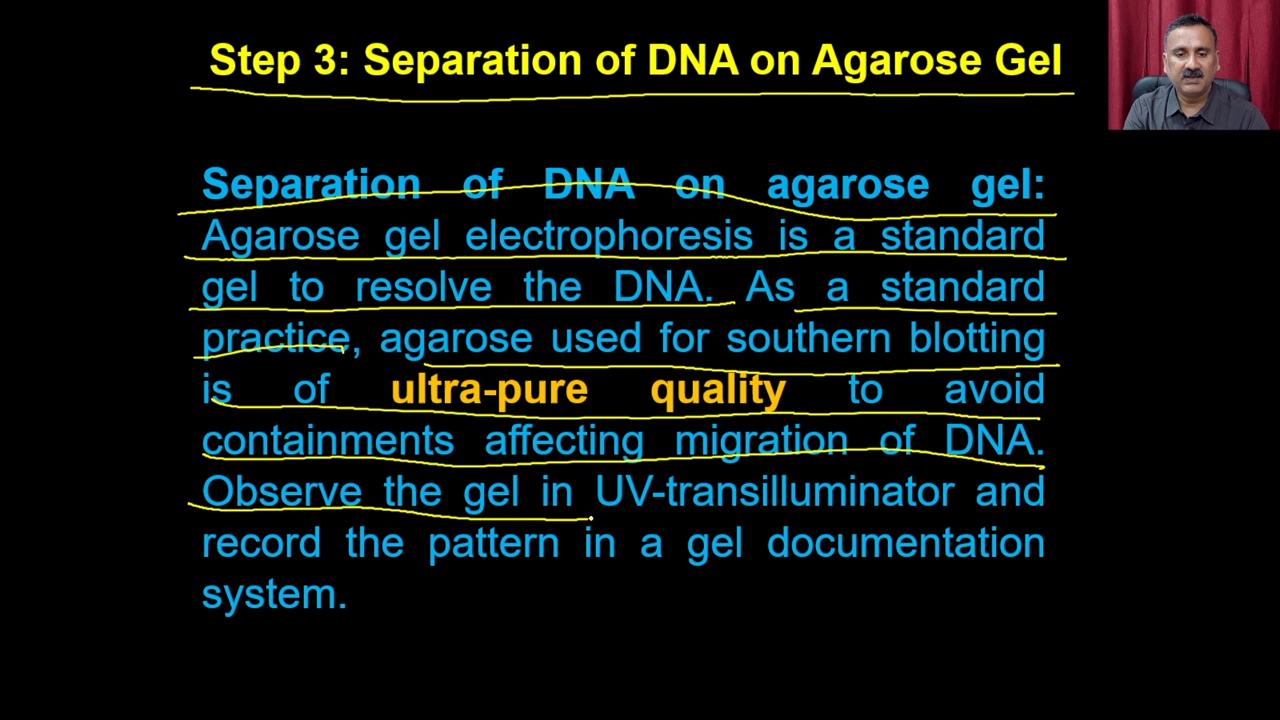 Step 3: Separation of DNA on Agarose Gel
Separation of DNA on agarose gel:
Agarose gel electrophoresis is a standard
gel to resolve the DNA. As a standard
practice, agarose used for southern blotting
is of ultra-pure quality to avoid
containments affecting migration of DNA.
Observe the gel in UV-transilluminator and
record the pattern in a gel documentation
system.